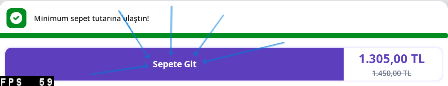 Minimum sepet tutarına ulaştın!
Sepete Git
1.305,00 TL
1.450,00 TL
FPS 59